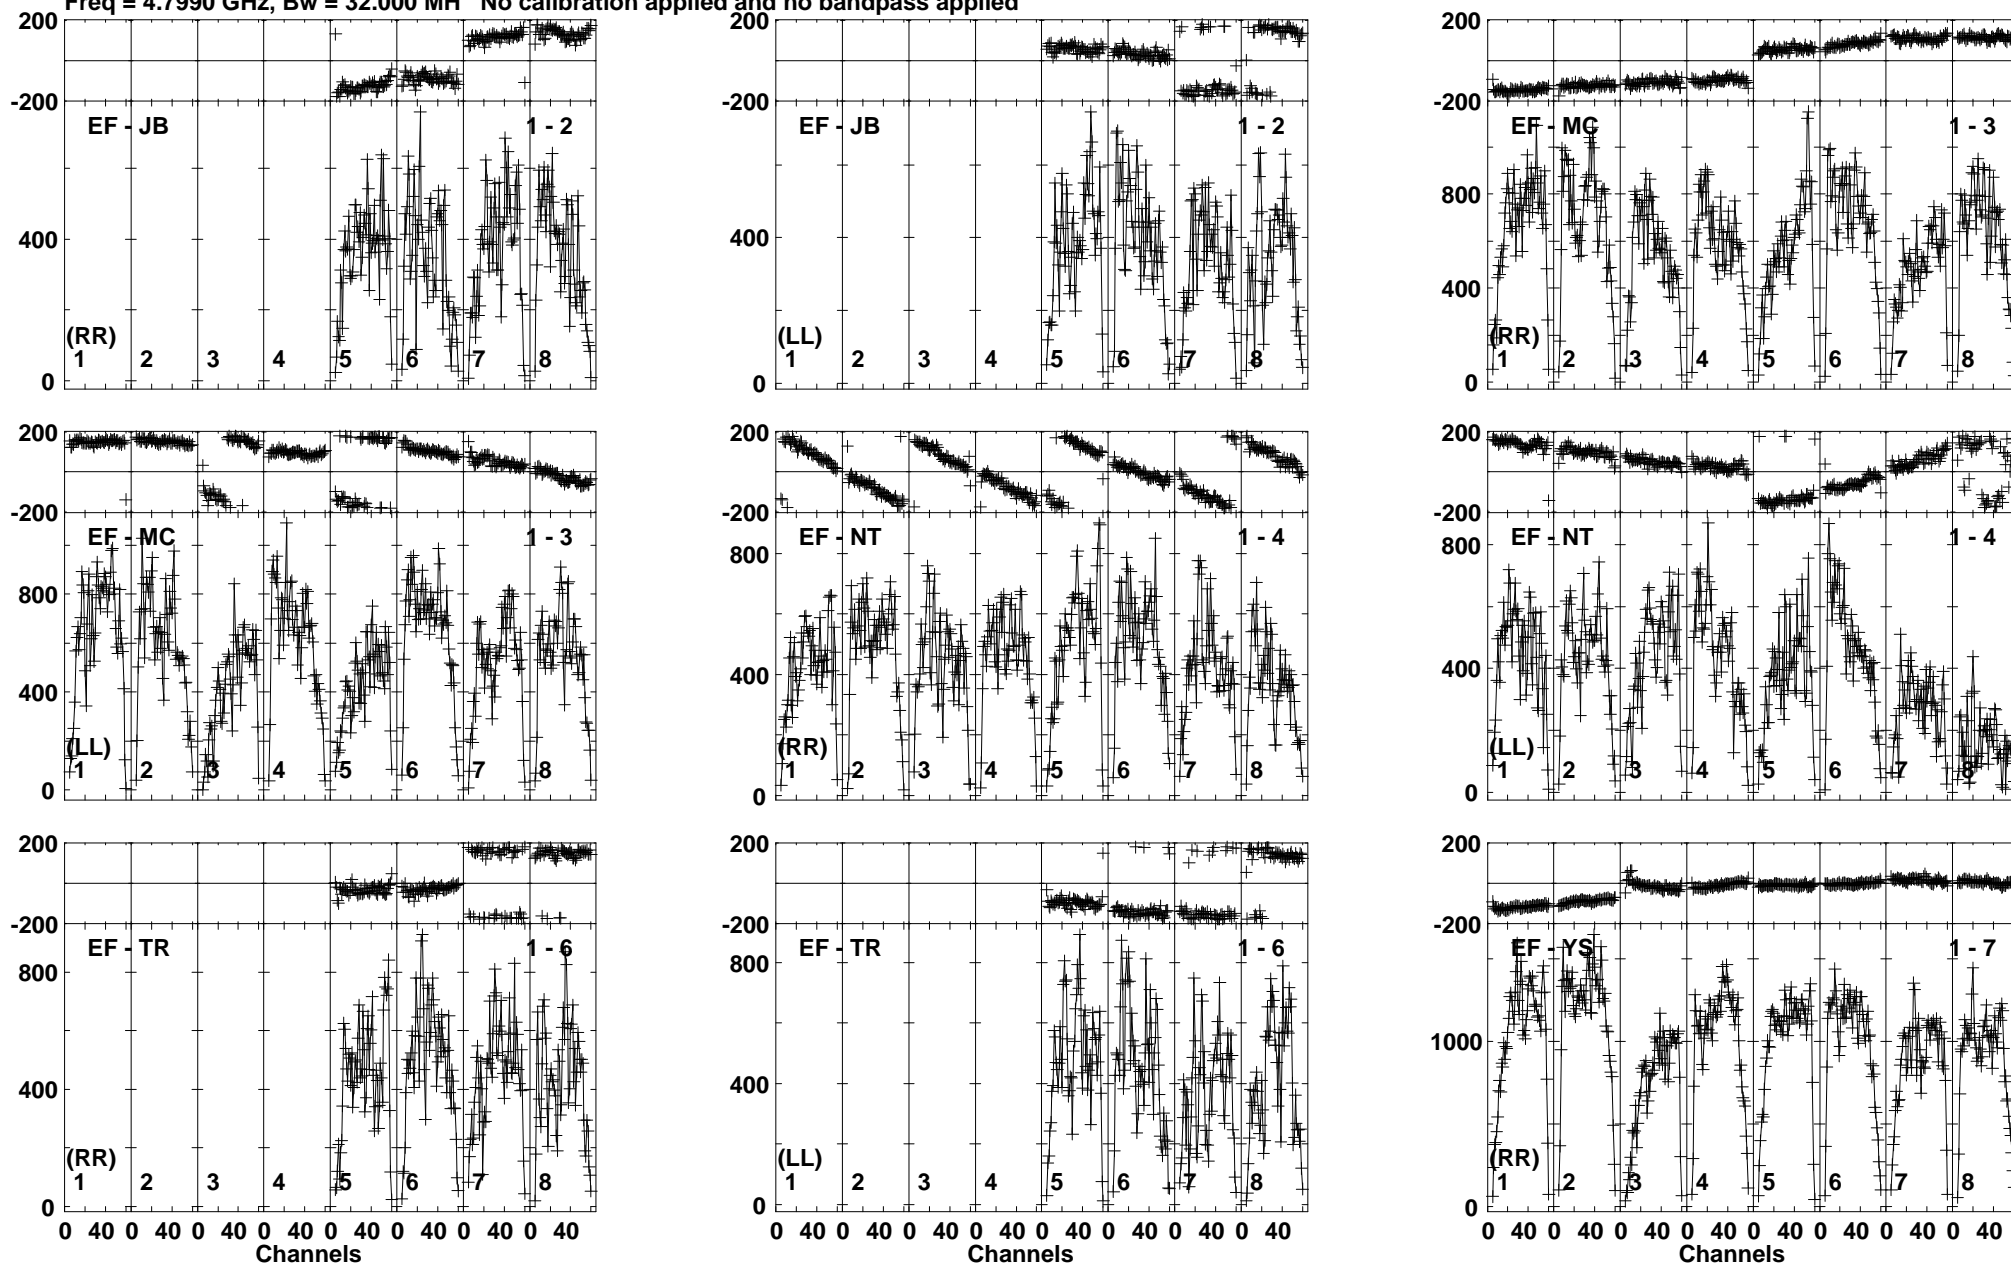 Freq = 4.7990 GHz, Bw = 32.000 MH No calibration applied and no bandpass applied
200 200 200
-200 -200 -200
EF - JB 1 - 2 EF - JB 1 - 2 EF - MC 1 - 3
800
400 400
400
(RR) (LL) (RR)
1 2 3 4 5 6 7 8 1 2 3 4 5 6 7 8 1 2 3 4 5 6 7 8
0 0 0
200 200 200
-200 -200 -200
EF - MC 1 - 3 EF - NT 1 - 4 EF - NT 1 - 4
800 800 800
400 400 400
(LL) (RR) (LL)
1 2 3 4 5 6 7 8 1 2 3 4 5 6 7 8 1 2 3 4 5 6 7 8
0 0 0
200 200 200
-200 -200 -200
EF - TR 1 - 6 EF - TR 1 - 6 EF - YS 1 - 7
800 800
1000
400 400
(RR) (LL) (RR)
1 2 3 4 5 6 7 8 1 2 3 4 5 6 7 8 1 2 3 4 5 6 7 8
0 0 0
0 40 0 40 0 40 0 40 0 40 0 40 0 40 0 40 0 40 0 40 0 40 0 40 0 40 0 40 0 40 0 40 0 40 0 40 0 40 0 40 0 40 0 40 0 40 0 40
Channels Channels Channels